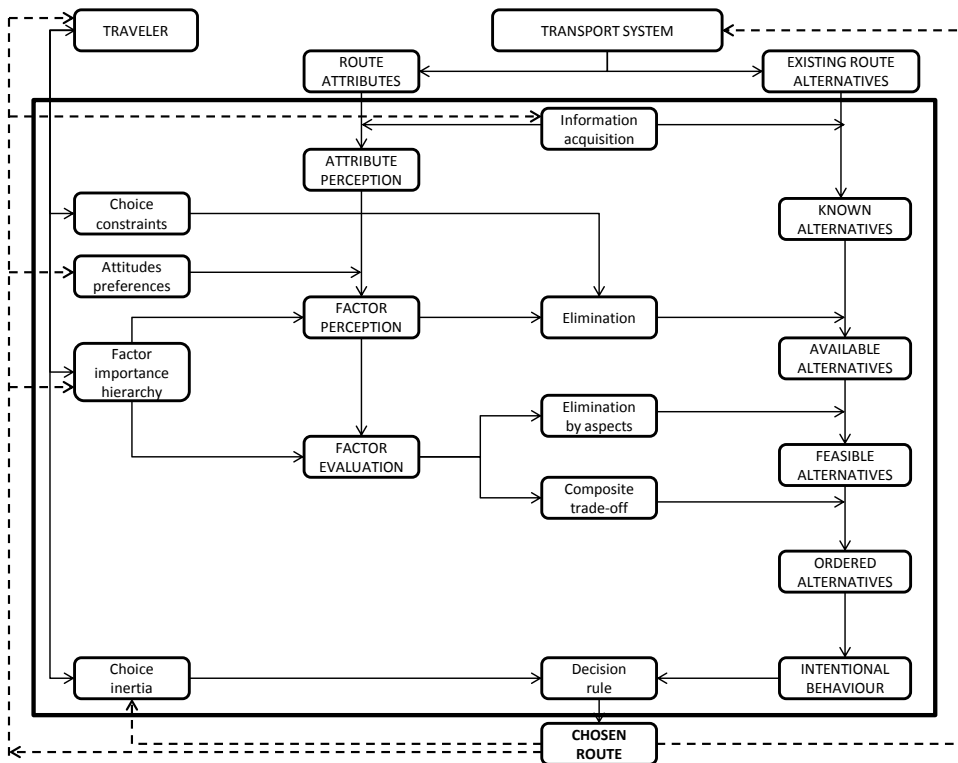 TRAVELER
TRANSPORT SYSTEM
ROUTE
ATTRIBUTES
EXISTING ROUTE
ALTERNATIVES
Information
acquisition
ATTRIBUTE
PERCEPTION
Choice
constraints
KNOWN
ALTERNATIVES
Attitudes
preferences
FACTOR
PERCEPTION
Elimination
Factor
importance
hierarchy
AVAILABLE
ALTERNATIVES
Elimination
by aspects
FACTOR
EVALUATION
FEASIBLE
ALTERNATIVES
Composite
trade-off
ORDERED
ALTERNATIVES
Choice
inertia
Decision
rule
INTENTIONAL
BEHAVIOUR
CHOSEN
ROUTE